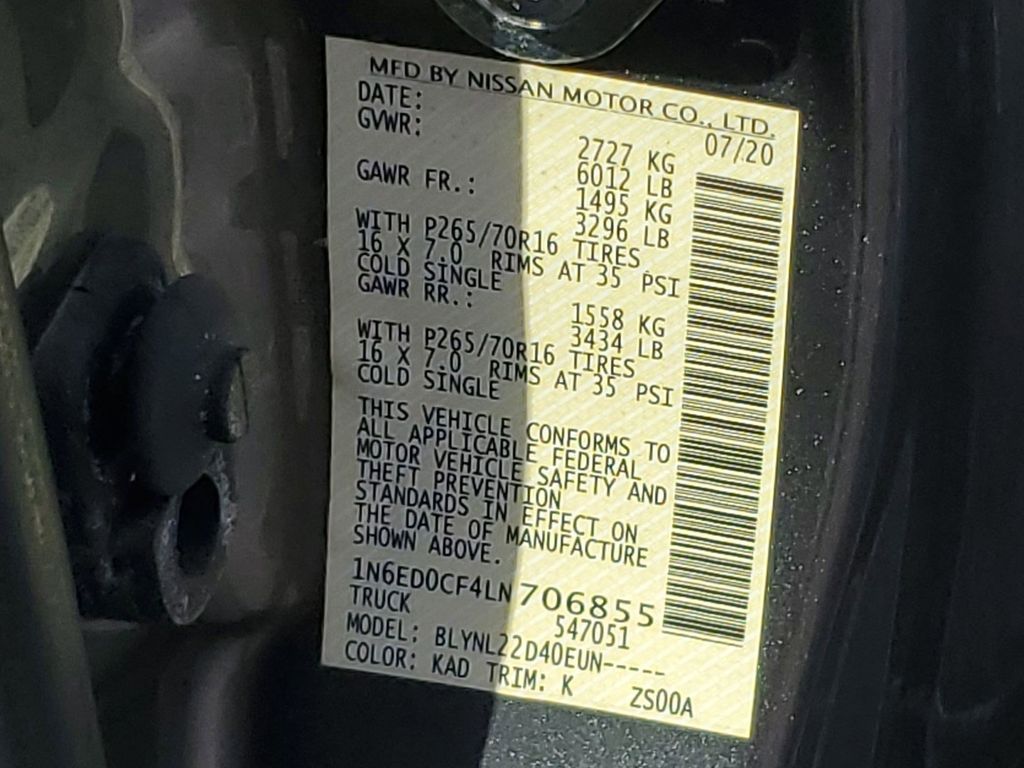 MFD BY NISSAN MOTOR CO., LTD.
DATE: 07/20
GVWR: 2727 KG
6012 LB
GAWR FR.: 1495 KG
3296 LB
WITH P265/70R16 TIRES
16 X 7.0 RIMS AT 35 PSI
COLD SINGLE
GAWR RR.: 1558 KG
3434 LB
WITH P265/70R16 TIRES
16 X 7.0 RIMS AT 35 PSI
COLD SINGLE
THIS VEHICLE CONFORMS TO
ALL APPLICABLE FEDERAL
MOTOR VEHICLE SAFETY AND
THEFT PREVENTION
STANDARDS IN EFFECT ON
THE DATE OF MANUFACTURE
SHOWN ABOVE.
1N6ED0CF4LN706855
TRUCK 547051
MODEL: BLYNL22D40EUN-----
COLOR: KAD TRIM: K ZS00A